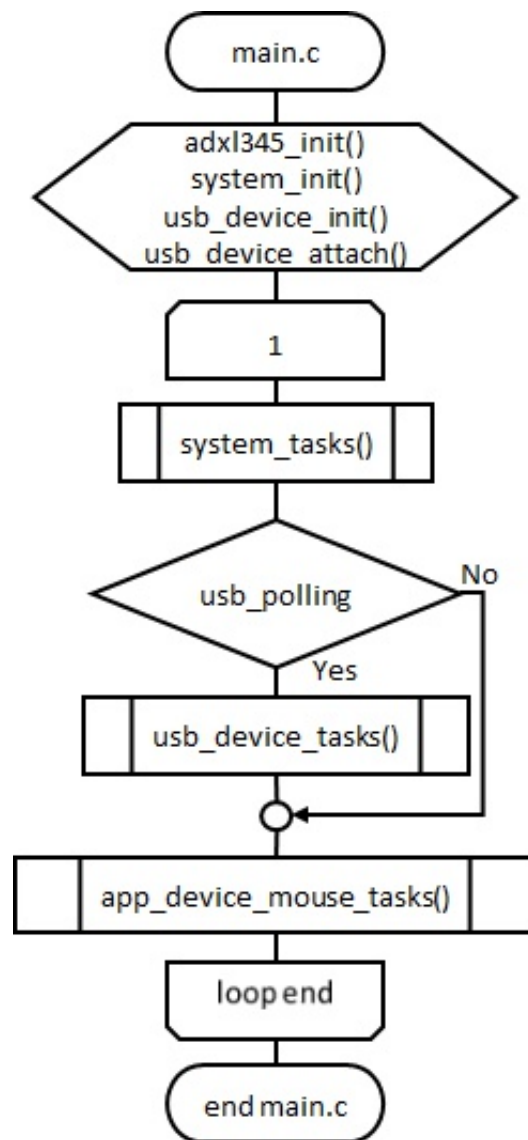 main.c
adxl345_init()
system_init()
usb_device_init()
usb_device_attach()
1
system_tasks()
usb_polling
No
Yes
usb_device_tasks()
app_device_mouse_tasks()
loop end
end main.c